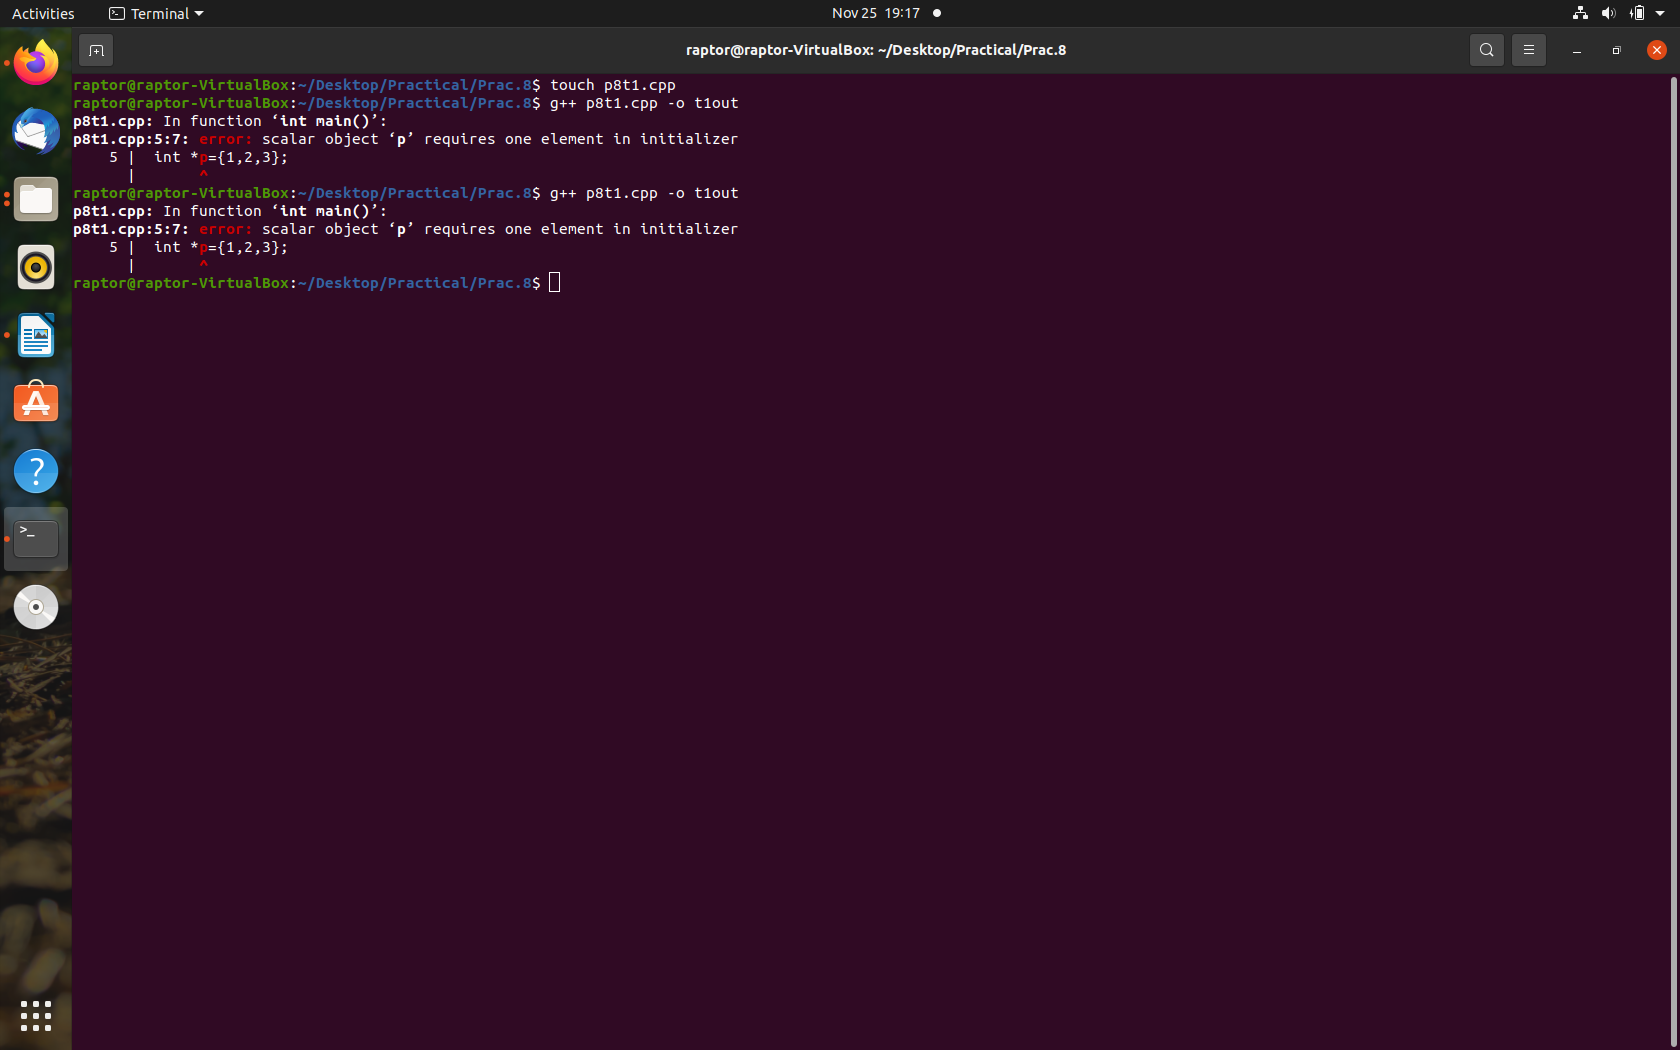 Activities
Terminal
Nov 25 19:17
raptor@raptor-VirtualBox: ~/Desktop/Practical/Prac.8
raptor@raptor-VirtualBox:~/Desktop/Practical/Prac.8$ touch p8t1.cpp
raptor@raptor-VirtualBox:~/Desktop/Practical/Prac.8$ g++ p8t1.cpp -o t1out
p8t1.cpp: In function ‘int main()’:
p8t1.cpp:5:7: error: scalar object ‘p’ requires one element in initializer
    5 |  int *p={1,2,3};
      |       ^
raptor@raptor-VirtualBox:~/Desktop/Practical/Prac.8$ g++ p8t1.cpp -o t1out
p8t1.cpp: In function ‘int main()’:
p8t1.cpp:5:7: error: scalar object ‘p’ requires one element in initializer
    5 |  int *p={1,2,3};
      |       ^
raptor@raptor-VirtualBox:~/Desktop/Practical/Prac.8$